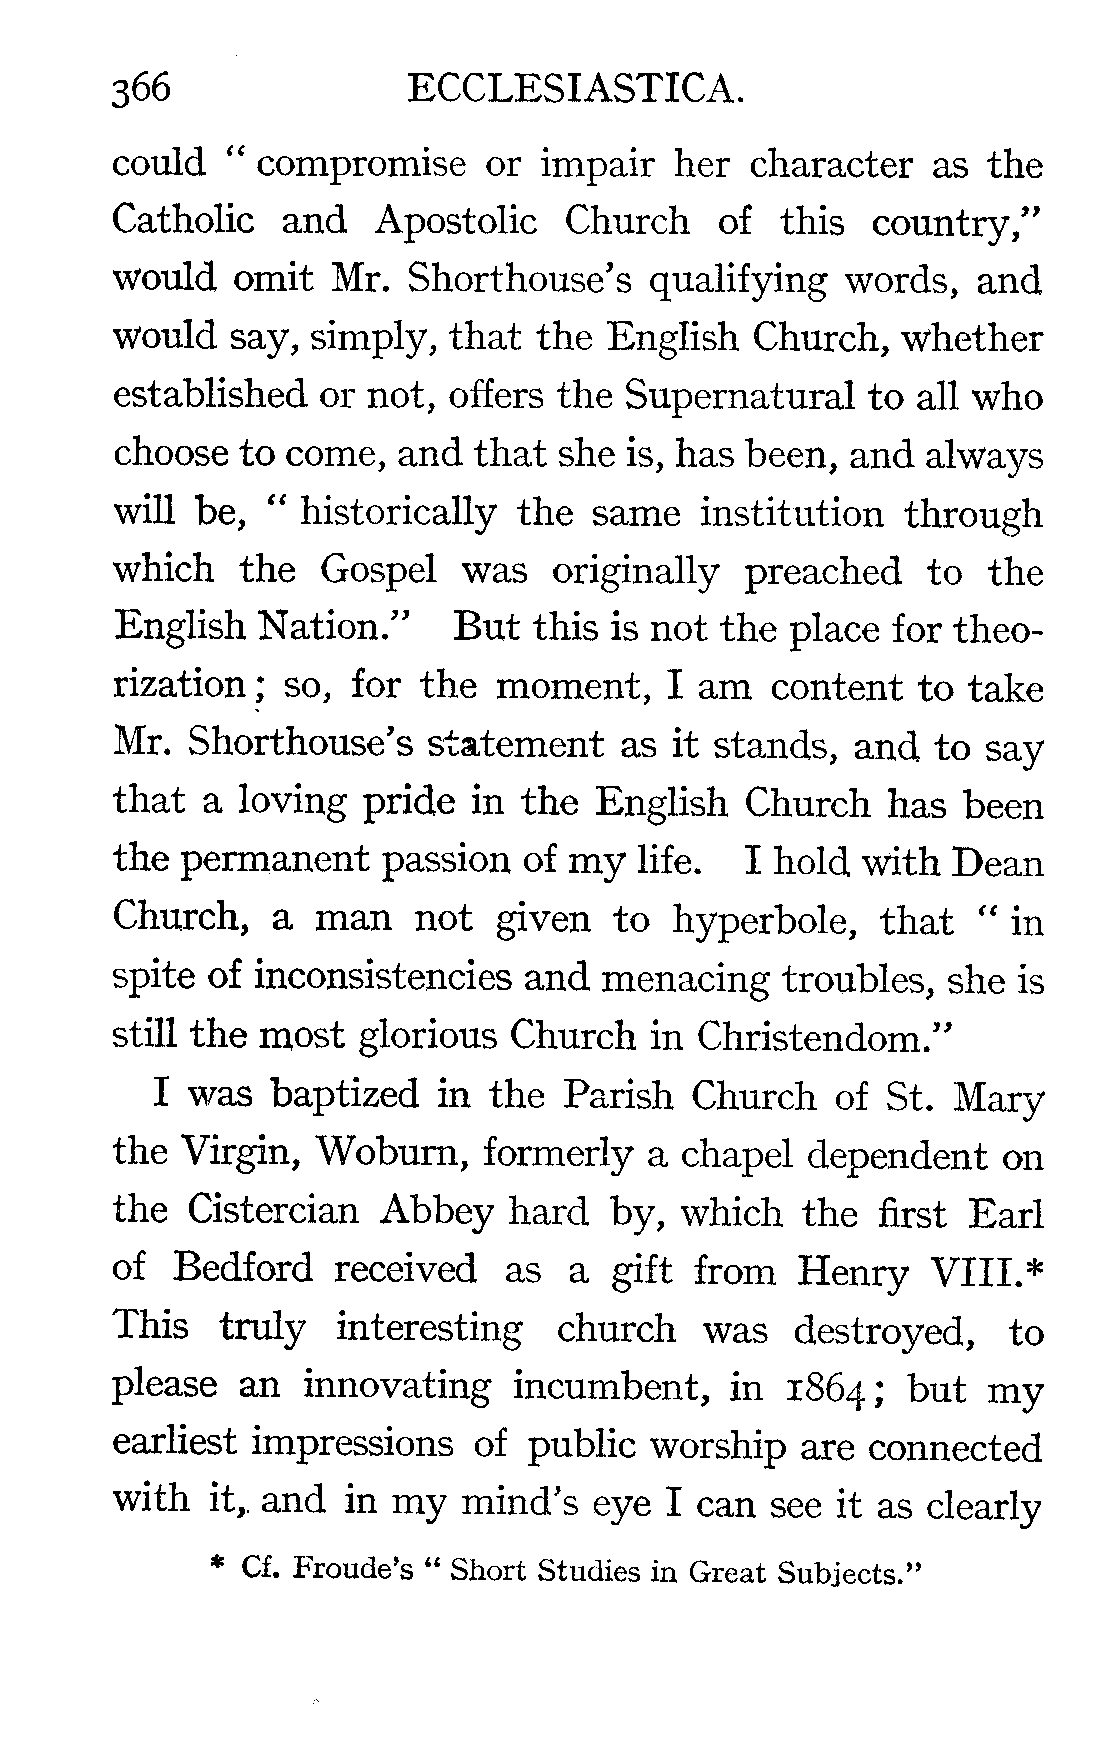 366 ECCLESIASTICA.
could " compromise or impair her character as the
Catholic and Apostolic Church of this country,"
would omit Mr. Shorthouse's qualifying words, and
would say, simply, that the English Church, whether
established or not, offers the Supernatural to all who
choose to come, and that she is, has been, and always
will be, " historically the same institution through
which the Gospel was originally preached to the
English Nation." But this is not the place for theo-
rization; so, for the moment, I am content to take
Mr. Shorthouse's statement as it stands, and to say
that a loving pride in the English Church has been
the permanent passion of my life. I hold with Dean
Church, a man not given to hyperbole, that " in
spite of inconsistencies and menacing troubles, she is
still the most glorious Church in Christendom."
I was baptized in the Parish Church of St. Mary
the Virgin, Woburn, formerly a chapel dependent on
the Cistercian Abbey hard by, which the first Earl
of Bedford received as a gift from Henry VIII.*
This truly interesting church was destroyed, to
please an innovating incumbent, in 1864; but my
earliest impressions of public worship are connected
with it, and in my mind's eye I can see it as clearly
* Cf. Froude's " Short Studies in Great Subjects."